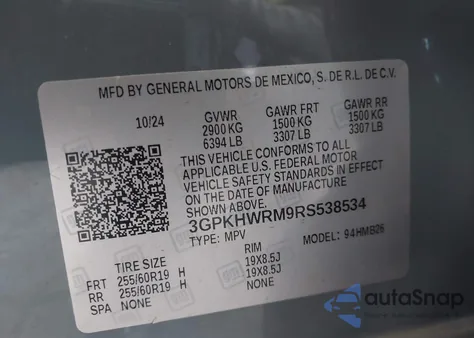 MFD BY GENERAL MOTORS DE MEXICO, S. DE R.L. DE C.V.
10/24 GVWR GAWR FRT GAWR RR
2900 KG 1500 KG 1500 KG
6394 LB 3307 LB 3307 LB
THIS VEHICLE CONFORMS TO ALL
APPLICABLE U.S. FEDERAL MOTOR
VEHICLE SAFETY STANDARDS IN EFFECT
ON THE DATE OF MANUFACTURE
SHOWN ABOVE.
3GPKHWRM9RS538534
TYPE: MPV MODEL: 94HMB26
TIRE SIZE RIM
FRT 255/60R19 H 19X8.5J
RR 255/60R19 H 19X8.5J
SPA NONE NONE
autoSnap